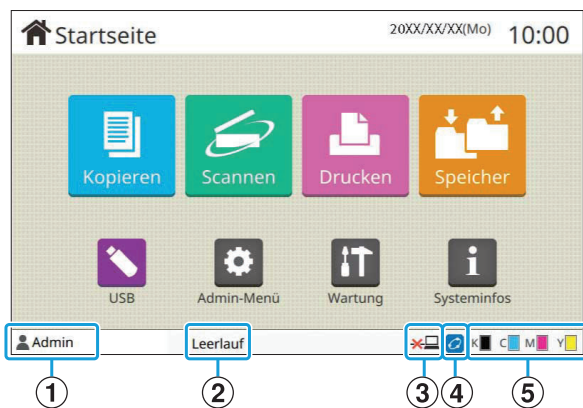 Startseite
20XX/XX/XX(Mo) 10:00
Kopieren Scannen Drucken Speicher
USB Admin-Menü Wartung Systeminfos
Admin Leerlauf K C M Y
1 2 3 4 5